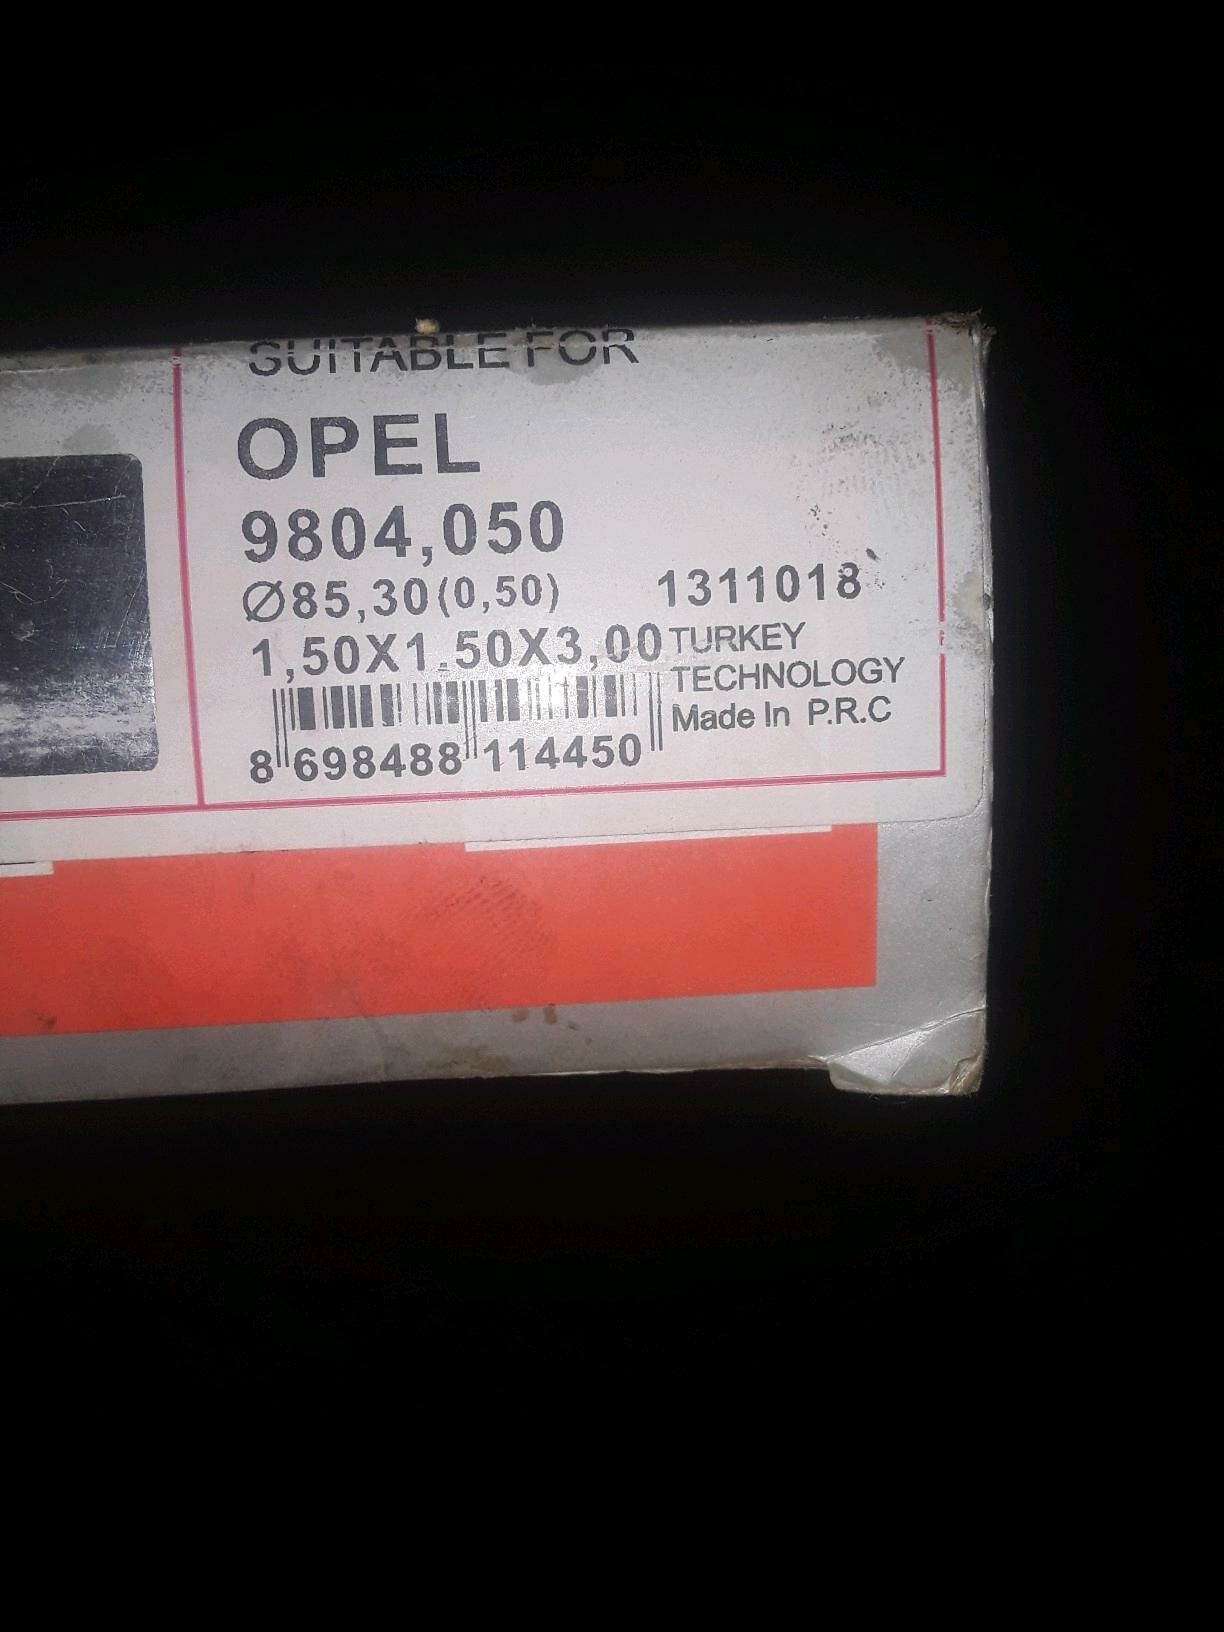 SUITABLE FOR
OPEL
9804,050
Ø85,30(0,50)
1311018
1,50X1.50X3,00
TURKEY
TECHNOLOGY
Made In P.R.C
8 698488 114450